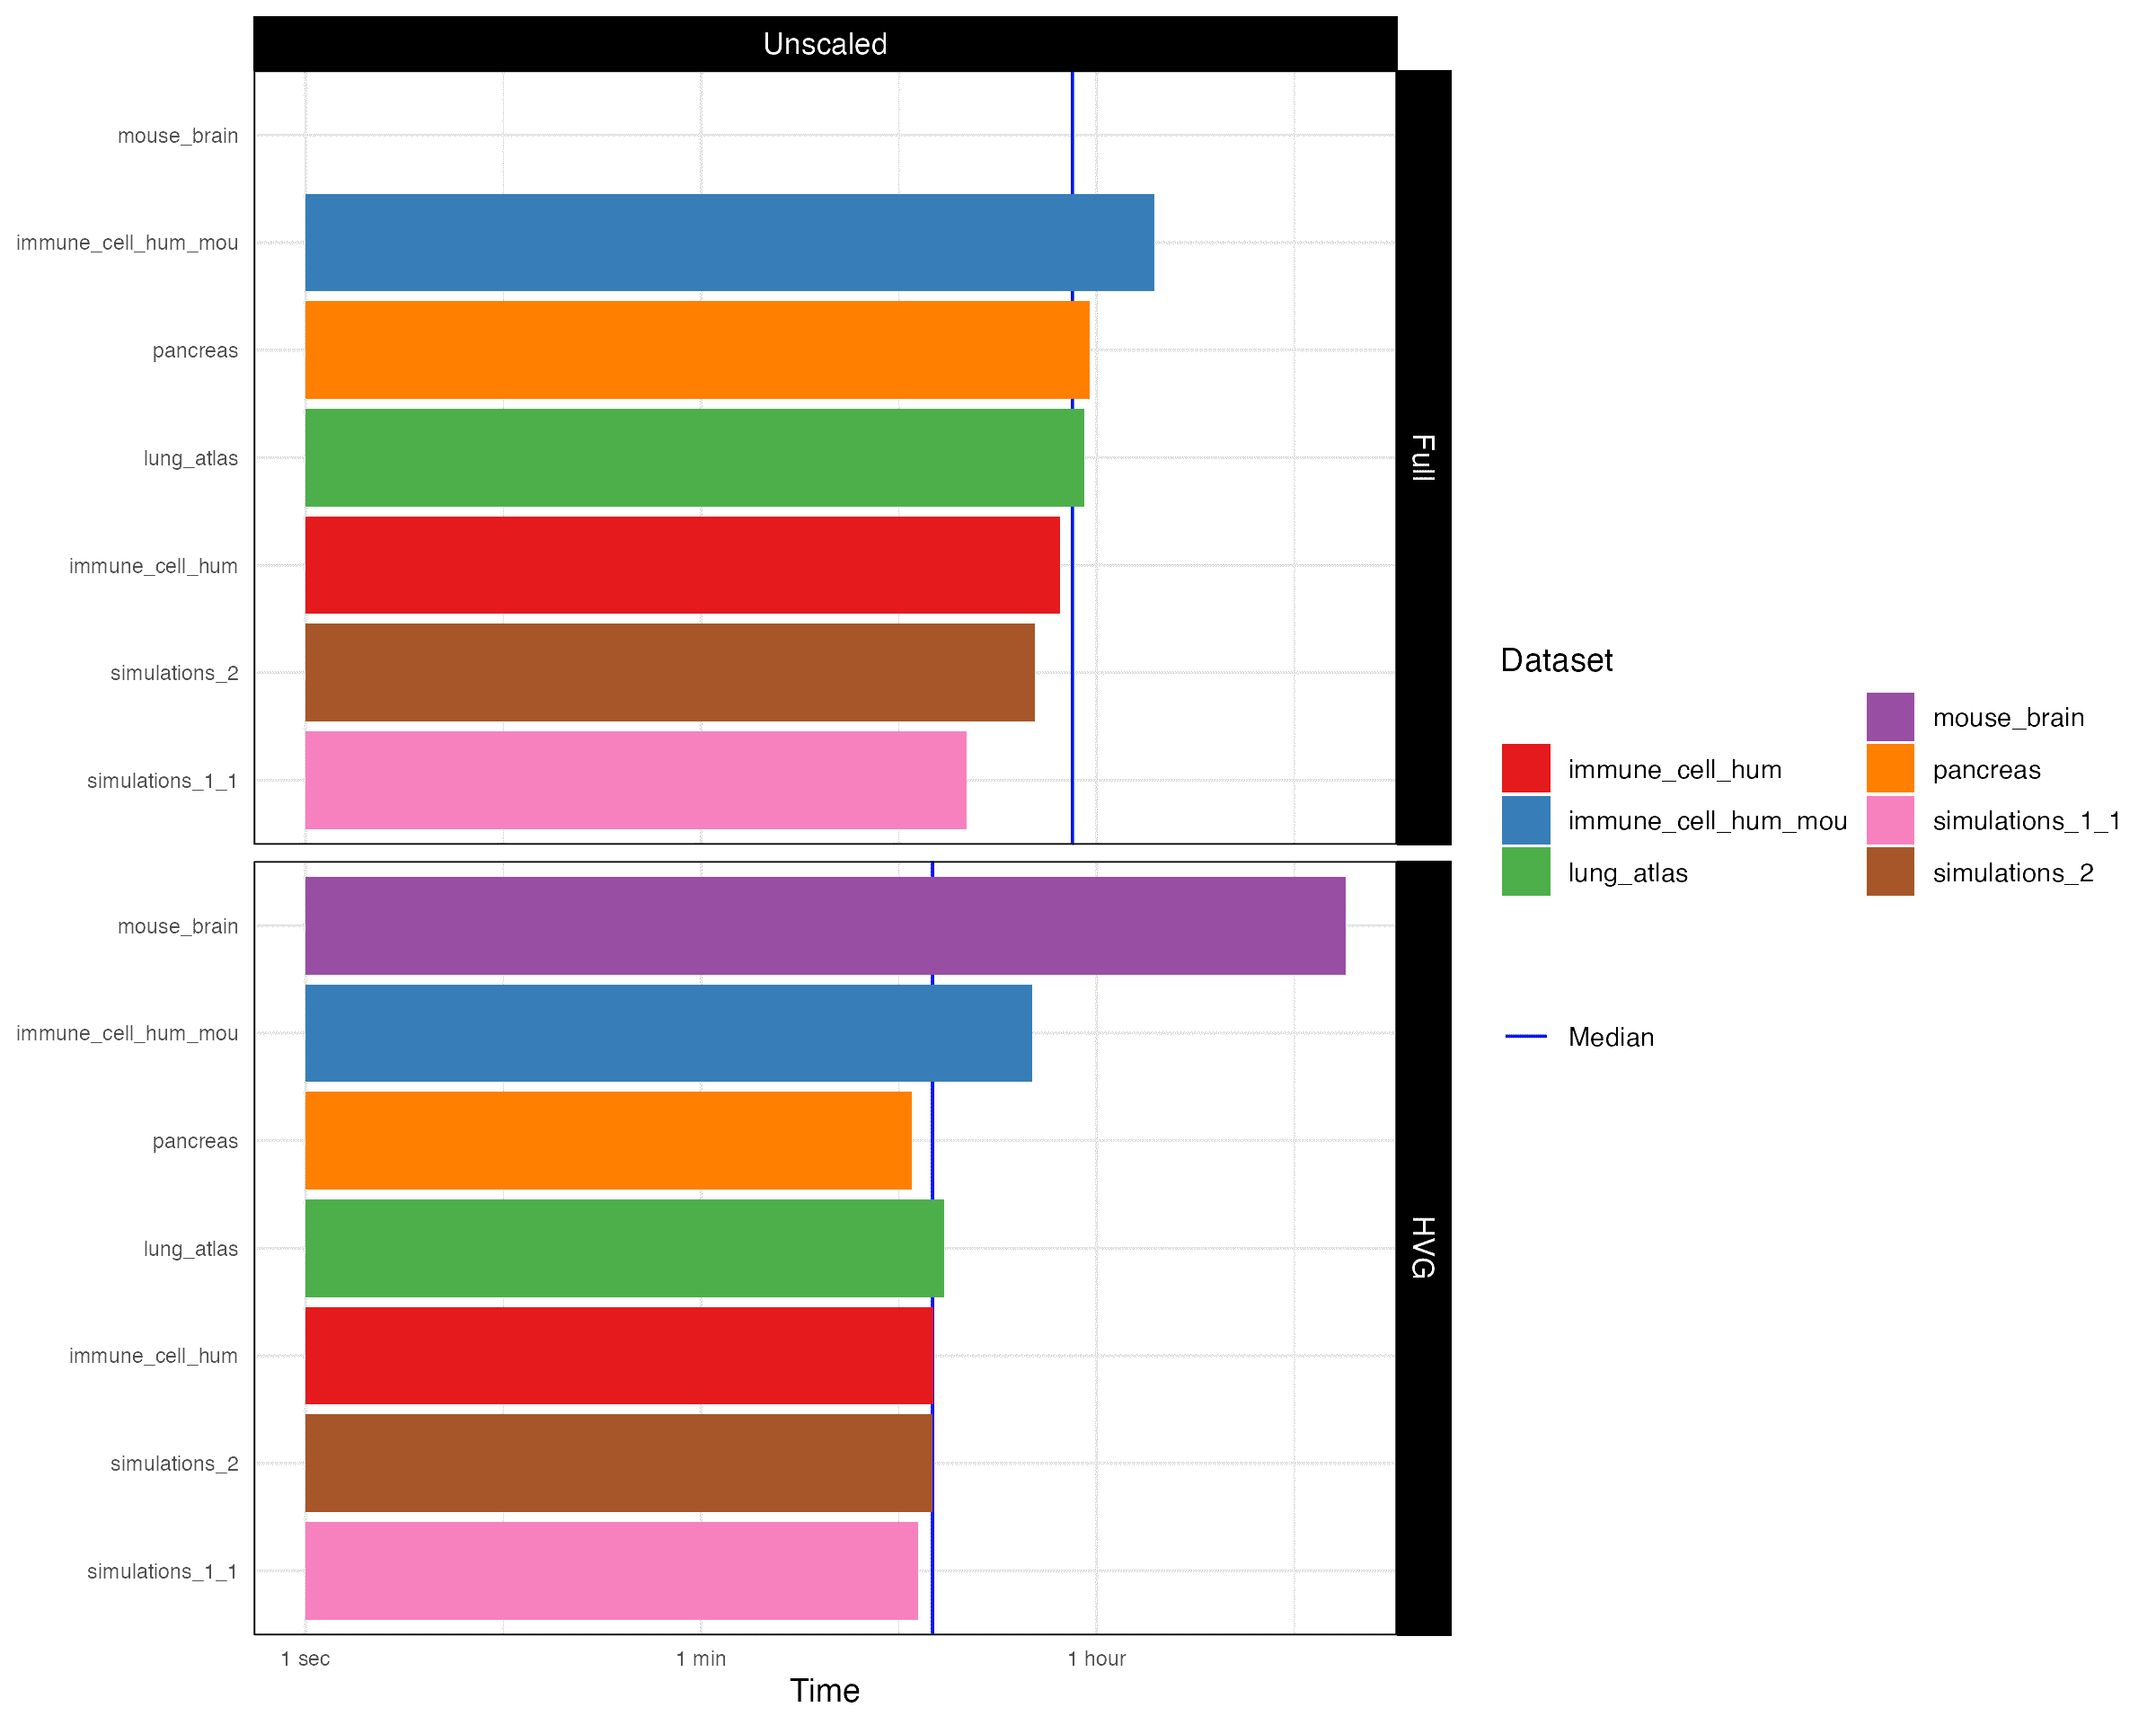 Unscaled
mouse_brain
immune_cell_hum_mou
pancreas
lung_atlas
immune_cell_hum
simulations_2
simulations_1_1
Full
mouse_brain
immune_cell_hum_mou
pancreas
lung_atlas
immune_cell_hum
simulations_2
simulations_1_1
HVG
1 sec
1 min
1 hour
Time
Dataset
immune_cell_hum
immune_cell_hum_mou
lung_atlas
mouse_brain
pancreas
simulations_1_1
simulations_2
Median